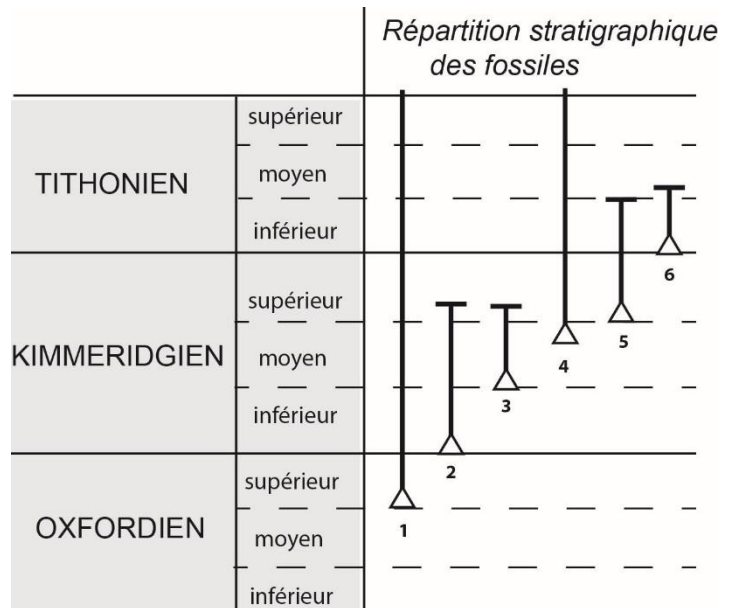 Répartition stratigraphique
des fossiles
supérieur
TITHONIEN
moyen
inférieur
6
supérieur
5
KIMMERIDGIEN
moyen
4
3
inférieur
2
supérieur
1
OXFORDIEN
moyen
inférieur